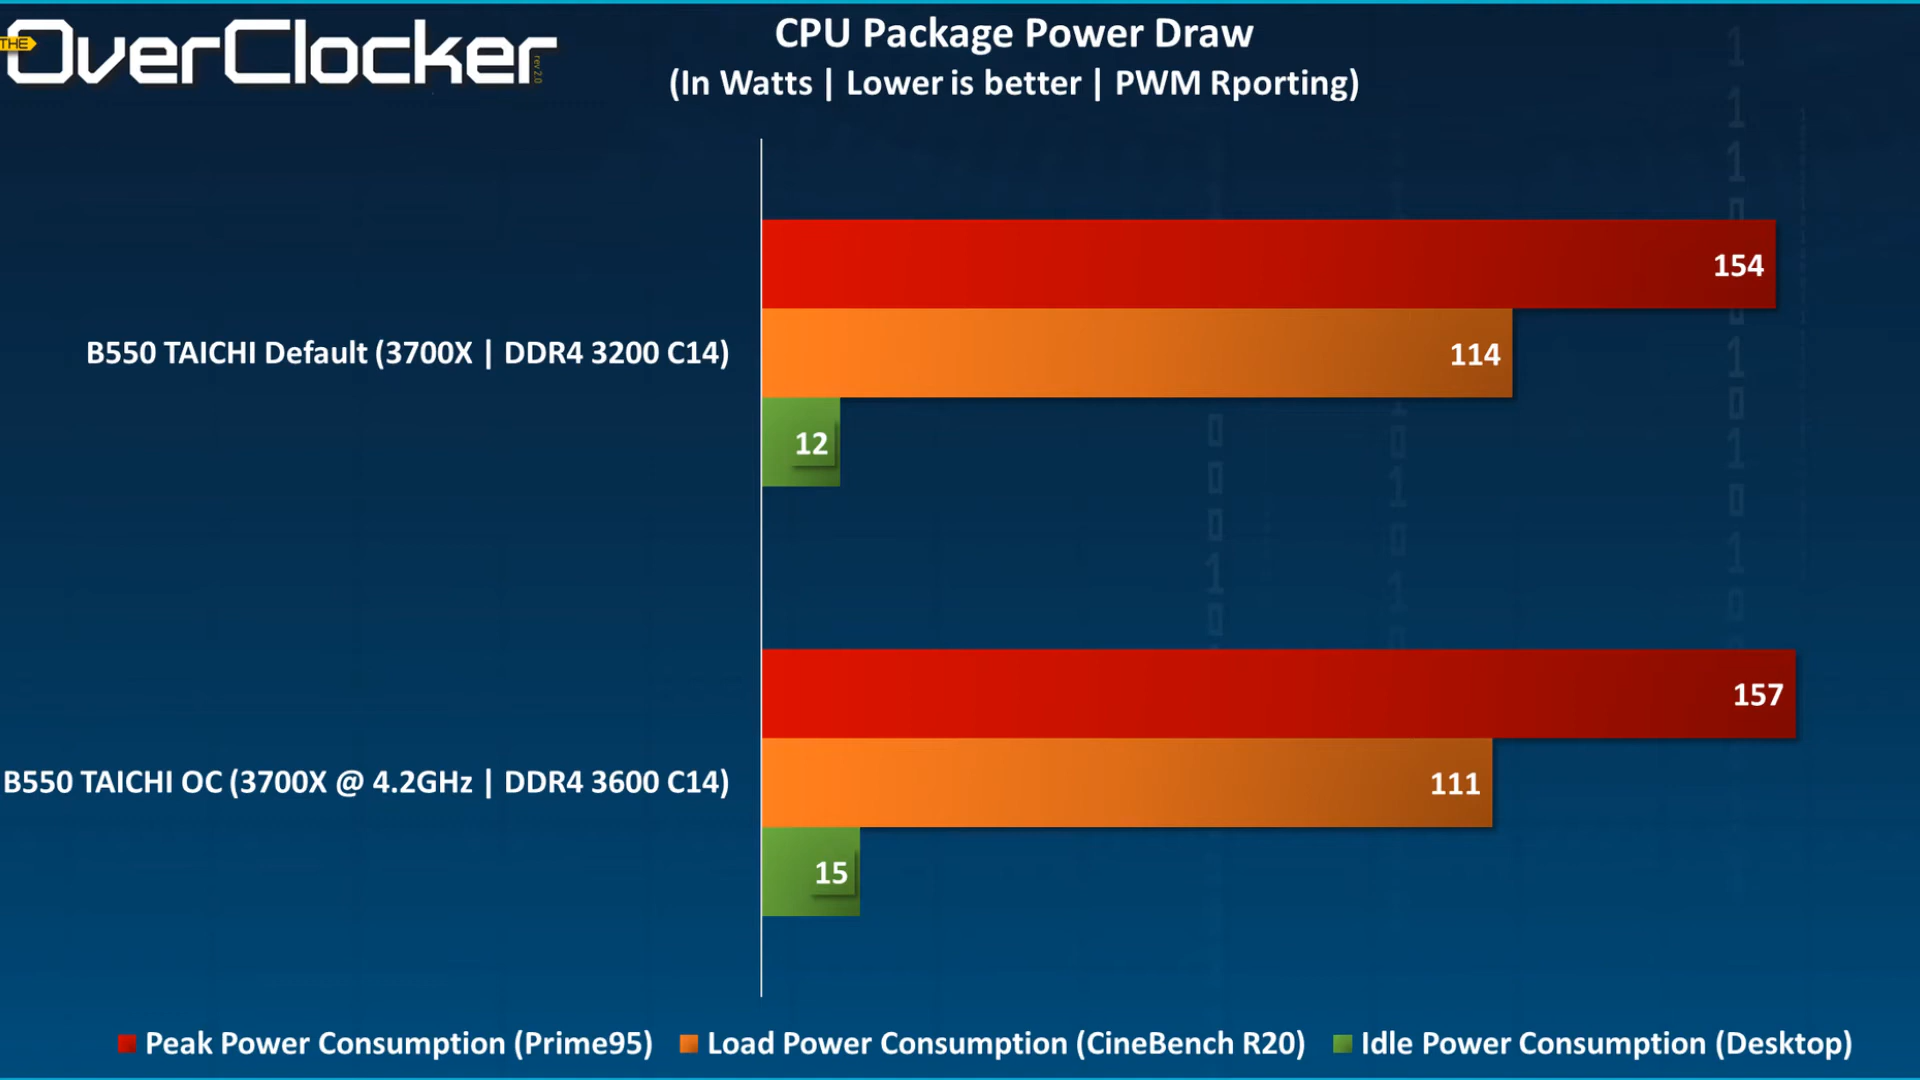 THE
OverClocker
rev 2.0
CPU Package Power Draw
(In Watts | Lower is better | PWM Rporting)
154
B550 TAICHI Default (3700X | DDR4 3200 C14)
114
12
157
B550 TAICHI OC (3700X @ 4.2GHz | DDR4 3600 C14)
111
15
Peak Power Consumption (Prime95)
Load Power Consumption (CineBench R20)
Idle Power Consumption (Desktop)